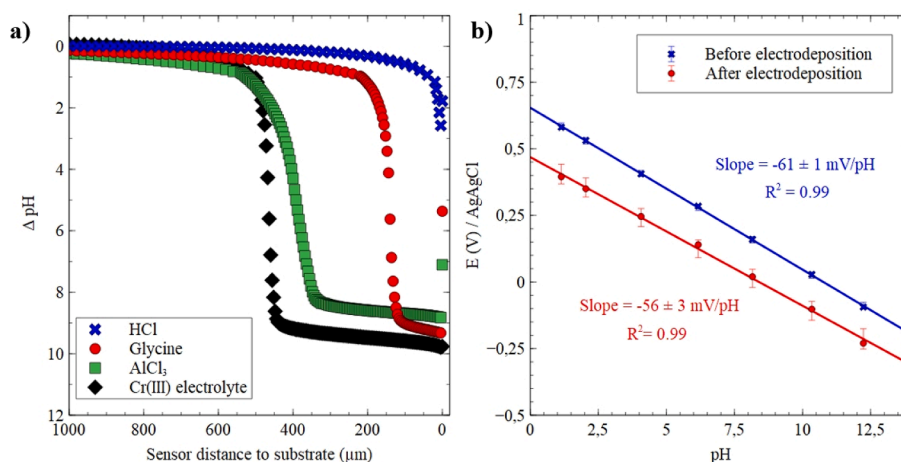 a)
0
2
4
6
8
10
12
Δ pH
HCl
Glycine
AlCl₃
Cr(III) electrolyte
1000 800 600 400 200 0
Sensor distance to substrate (μm)
b)
1
0.75
0.5
0.25
0
−0.25
−0.5
E (V) / AgAgCl
Before electrodeposition
After electrodeposition
Slope = -61 ± 1 mV/pH
R² = 0.99
Slope = -56 ± 3 mV/pH
R²= 0.99
0 2,5 5 7,5 10 12,5
pH